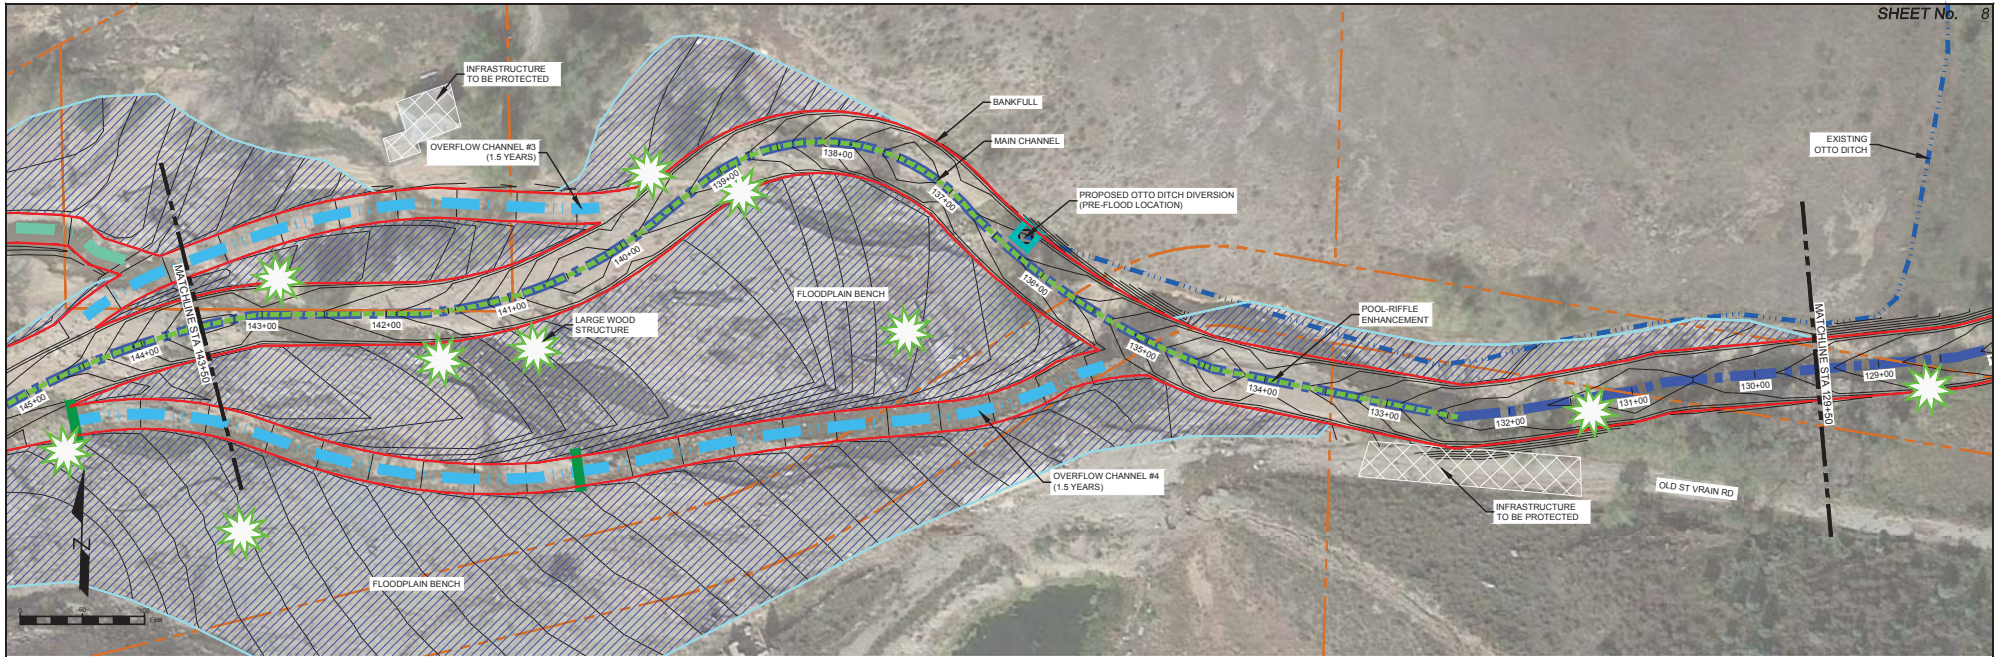 SHEET No. 8
INFRASTRUCTURE
TO BE PROTECTED
BANKFULL
OVERFLOW CHANNEL #3
(1.5 YEARS)
MAIN CHANNEL
EXISTING
OTTO DITCH
138+00
139+00
137+00
PROPOSED OTTO DITCH DIVERSION
(PRE-FLOOD LOCATION)
140+00
136+00
MATCHLINE STA 143+50
FLOODPLAIN BENCH
141+00
143+00
142+00
LARGE WOOD
STRUCTURE
POOL-RIFFLE
ENHANCEMENT
144+00
135+00
MATCHLINE STA 129+50
134+00
130+00
129+00
145+00
133+00
131+00
132+00
OVERFLOW CHANNEL #4
(1.5 YEARS)
OLD ST VRAIN RD
INFRASTRUCTURE
TO BE PROTECTED
Z
FLOODPLAIN BENCH
0 50 100
Feet